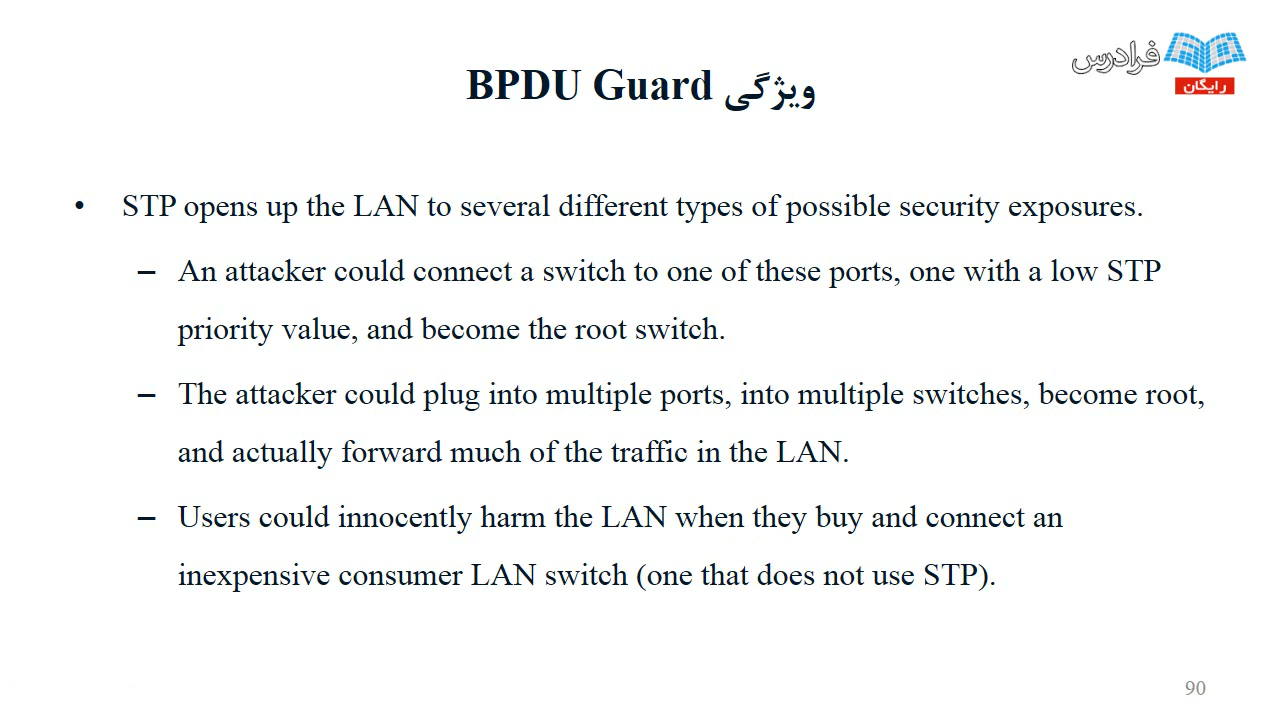 فرادرس
رایگان
ویژگی BPDU Guard
• STP opens up the LAN to several different types of possible security exposures.
– An attacker could connect a switch to one of these ports, one with a low STP
priority value, and become the root switch.
– The attacker could plug into multiple ports, into multiple switches, become root,
and actually forward much of the traffic in the LAN.
– Users could innocently harm the LAN when they buy and connect an
inexpensive consumer LAN switch (one that does not use STP).
90